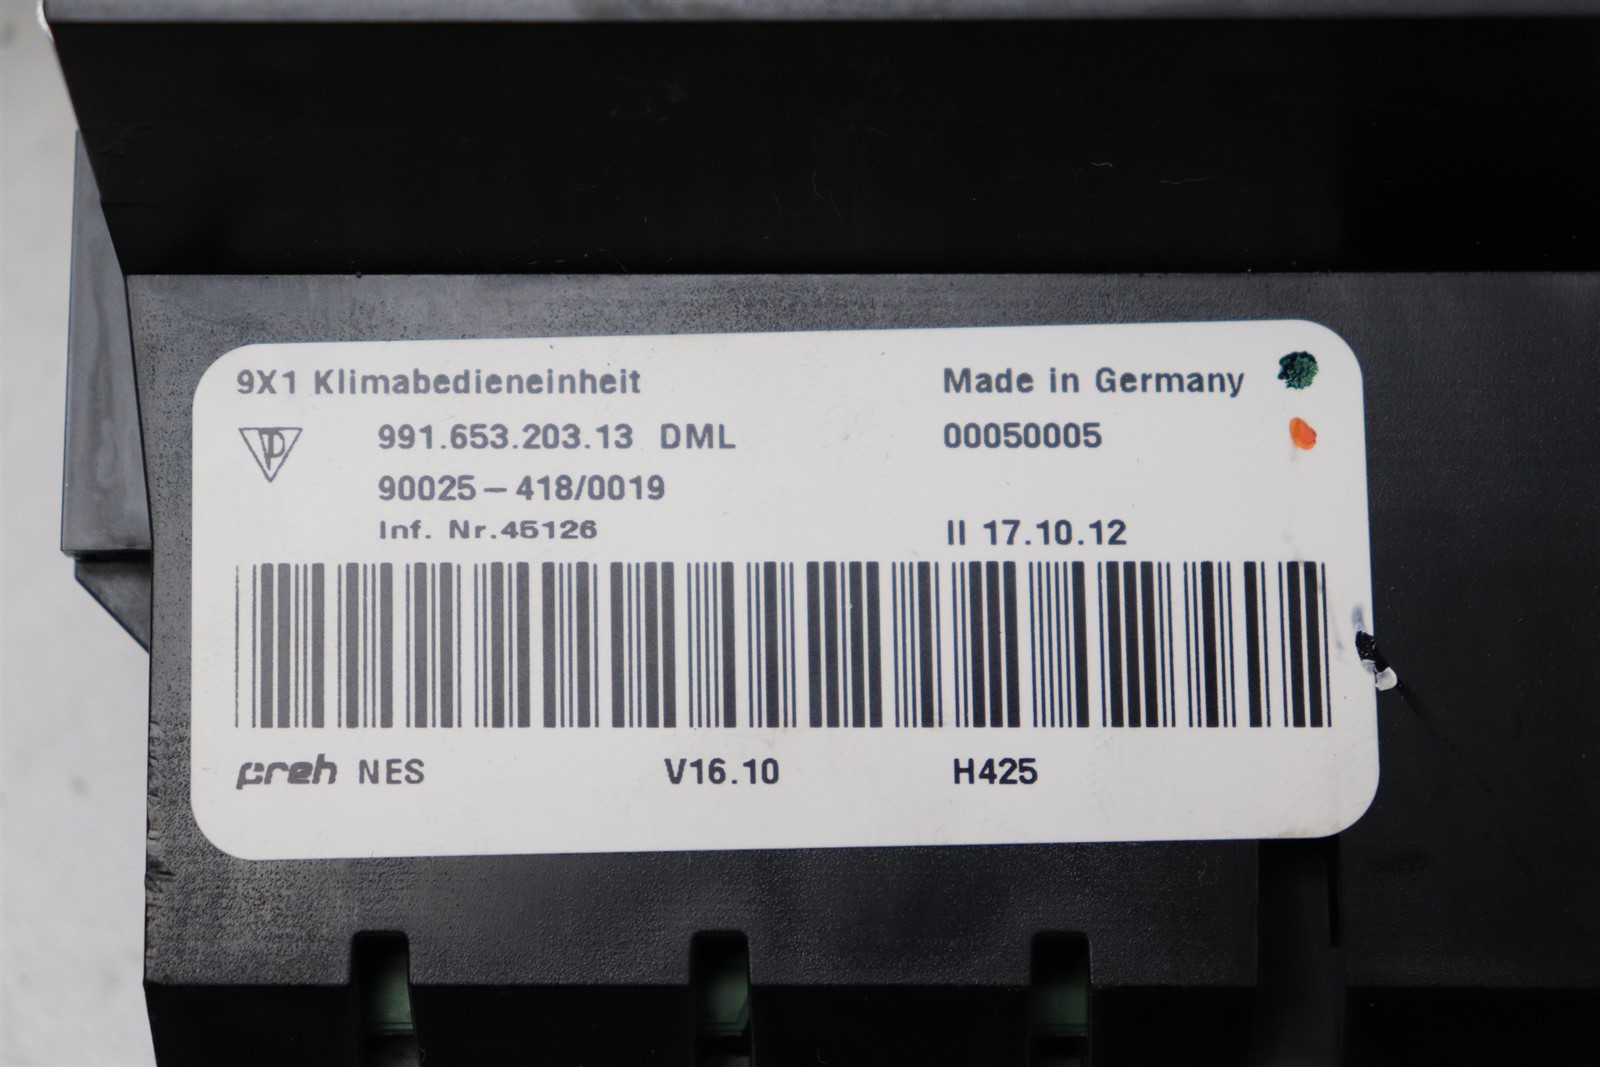 9X1 Klimabedieneinheit Made in Germany
991.653.203.13 DML 00050005
90025-418/0019
Inf. Nr.45126 II 17.10.12
preh NES V16.10 H425